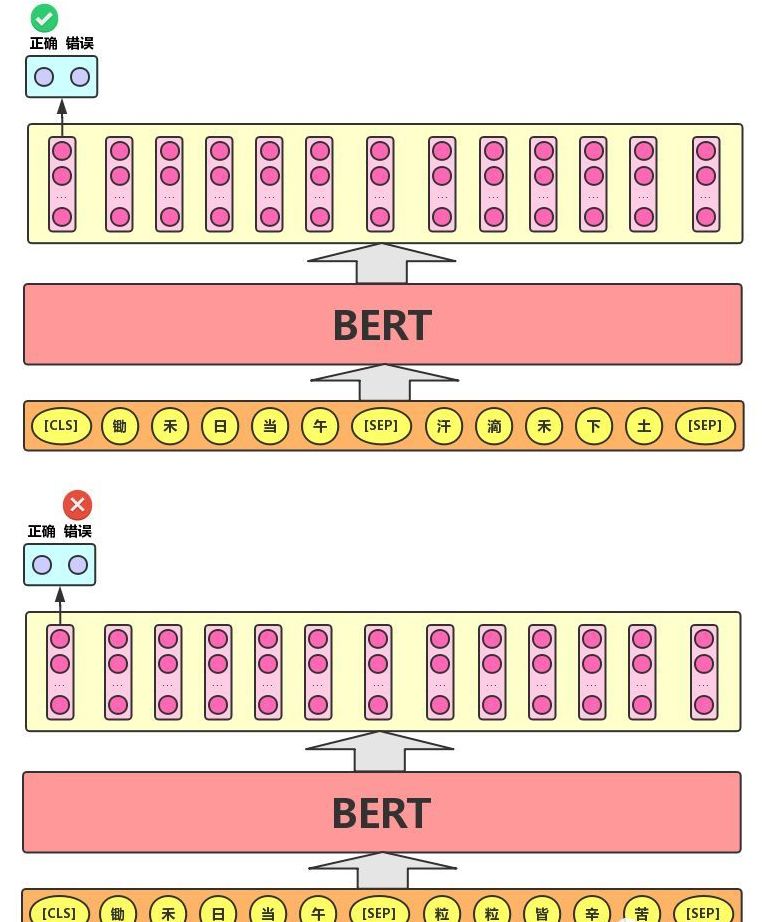 正确 错误
BERT
[CLS] 锄 禾 日 当 午 [SEP] 汗 滴 禾 下 土 [SEP]
正确 错误
BERT
[CLS] 锄 禾 日 当 午 [SEP] 粒 粒 皆 辛 苦 [SEP]